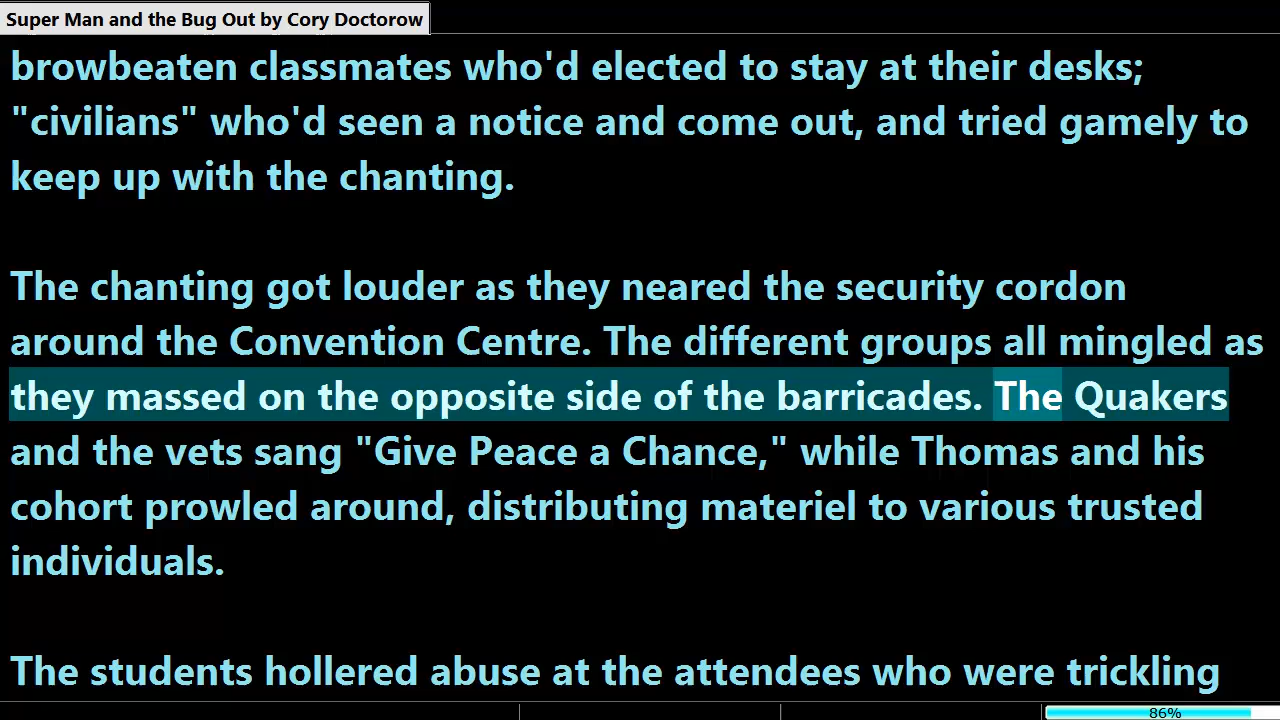 Super Man and the Bug Out by Cory Doctorow
browbeaten classmates who'd elected to stay at their desks;
"civilians" who'd seen a notice and come out, and tried gamely to
keep up with the chanting.
The chanting got louder as they neared the security cordon
around the Convention Centre. The different groups all mingled as
they massed on the opposite side of the barricades. The Quakers
and the vets sang "Give Peace a Chance," while Thomas and his
cohort prowled around, distributing materiel to various trusted
individuals.
The students hollered abuse at the attendees who were trickling
86%